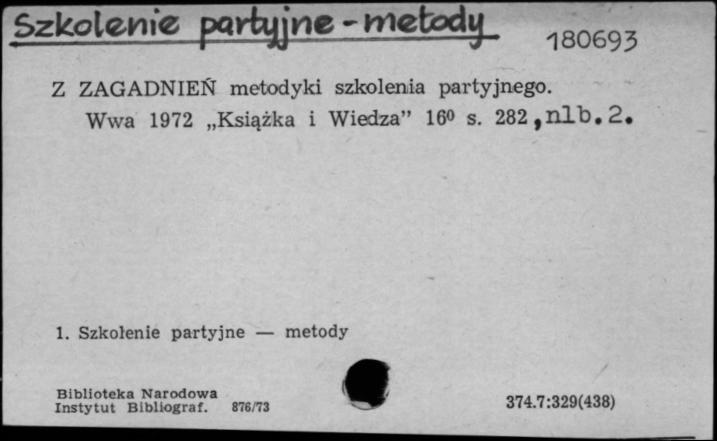 Szkolenie partyjne - metody
180693
Z ZAGADNIEŃ metodyki szkolenia partyjnego.
Wwa 1972 „Książka i Wiedza” 16⁰ s. 282, nlb. 2.
1. Szkolenie partyjne — metody
Biblioteka Narodowa
Instytut Bibliograf. 876/73
374.7:329(438)